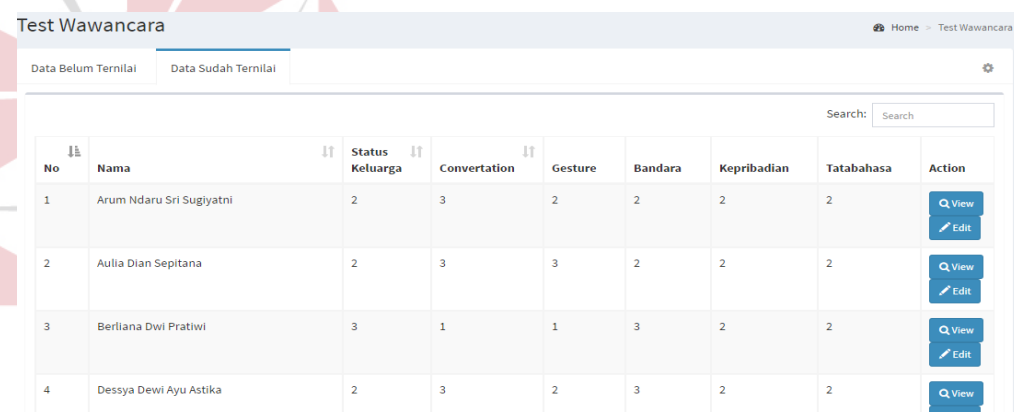 Test Wawancara
Home > Test Wawancara
Data Belum Ternilai Data Sudah Ternilai
Search: Search
No Nama Status Keluarga Convertation Gesture Bandara Kepribadian Tatabahasa Action
1 Arum Ndaru Sri Sugiyatni 2 3 2 2 2 2 View
Edit
2 Aulia Dian Sepitana 2 3 3 2 2 2 View
Edit
3 Berliana Dwi Pratiwi 3 1 1 3 2 2 View
Edit
4 Dessya Dewi Ayu Astika 2 3 2 3 2 2 View